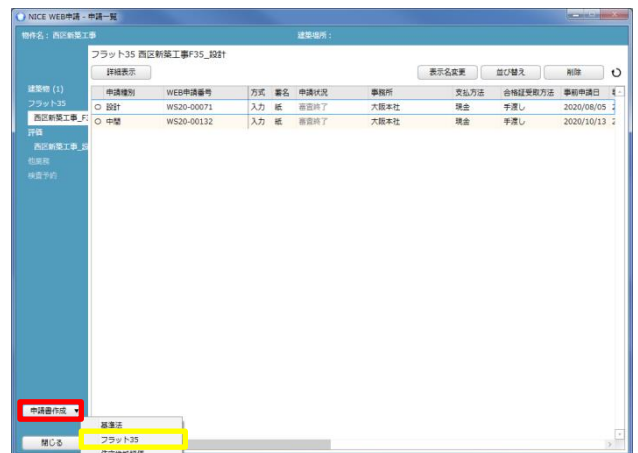 NICE WEB申請 - 申請一覧
物件名: 西区新築工事 建築場所:
フラット35 西区新築工事F35_設計
詳細表示 表示名変更 並び替え 削除
建築物 (1)
フラット35
西区新築工事_F
評価
西区新築工事_設
検査予約
申請種別 WEB申請番号 方式 署名 申請状況 事務所 支払方法 合格証受取方法 事前申請日
設計 WS20-00071 入力 紙 審査終了 大阪本社 現金 手渡し 2020/08/05 2
中間 WS20-00132 入力 紙 審査終了 大阪本社 現金 手渡し 2020/10/13 2
申請書作成 ▼
基準法
フラット35
閉じる